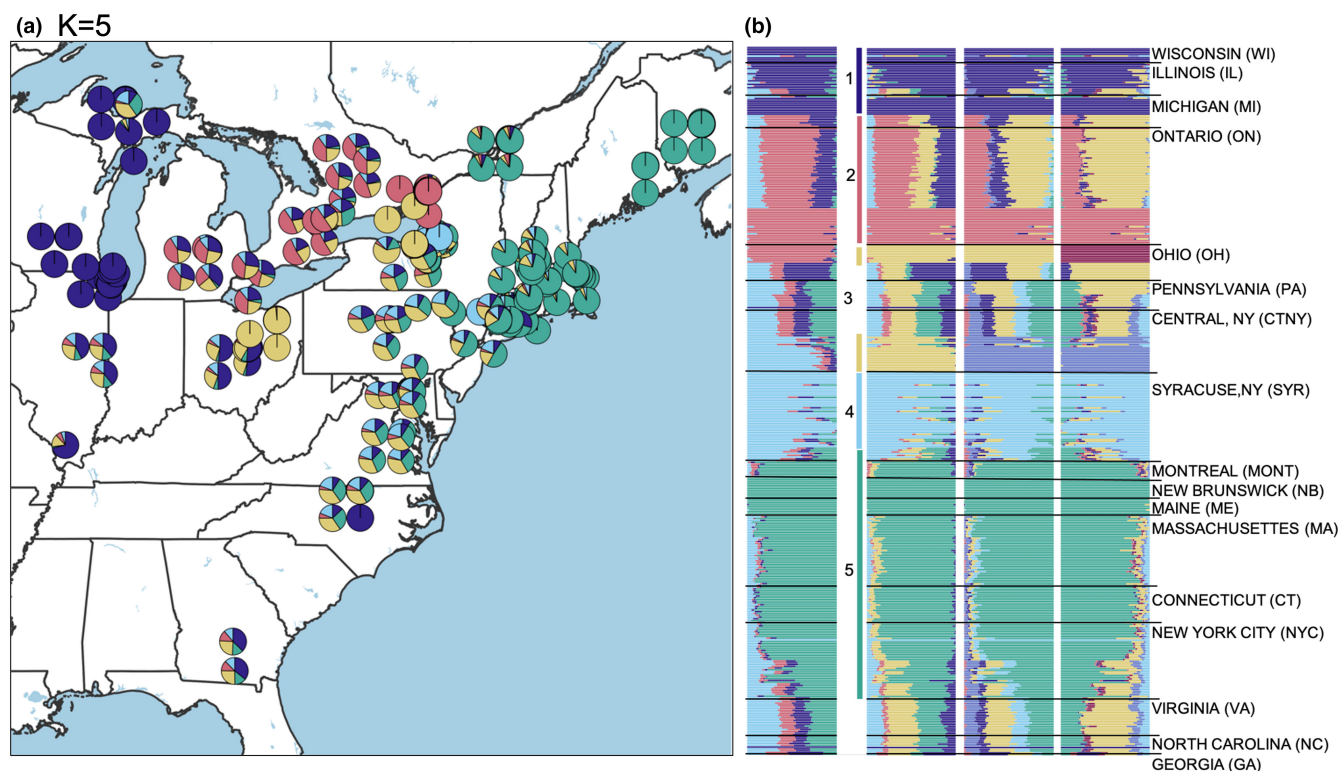 (a) K=5
(b)
WISCONSIN (WI)
1
ILLINOIS (IL)
MICHIGAN (MI)
ONTARIO (ON)
2
OHIO (OH)
PENNSYLVANIA (PA)
3
CENTRAL, NY (CTNY)
SYRACUSE,NY (SYR)
4
MONTREAL (MONT)
NEW BRUNSWICK (NB)
MAINE (ME)
MASSACHUSETTES (MA)
5
CONNECTICUT (CT)
NEW YORK CITY (NYC)
VIRGINIA (VA)
NORTH CAROLINA (NC)
GEORGIA (GA)